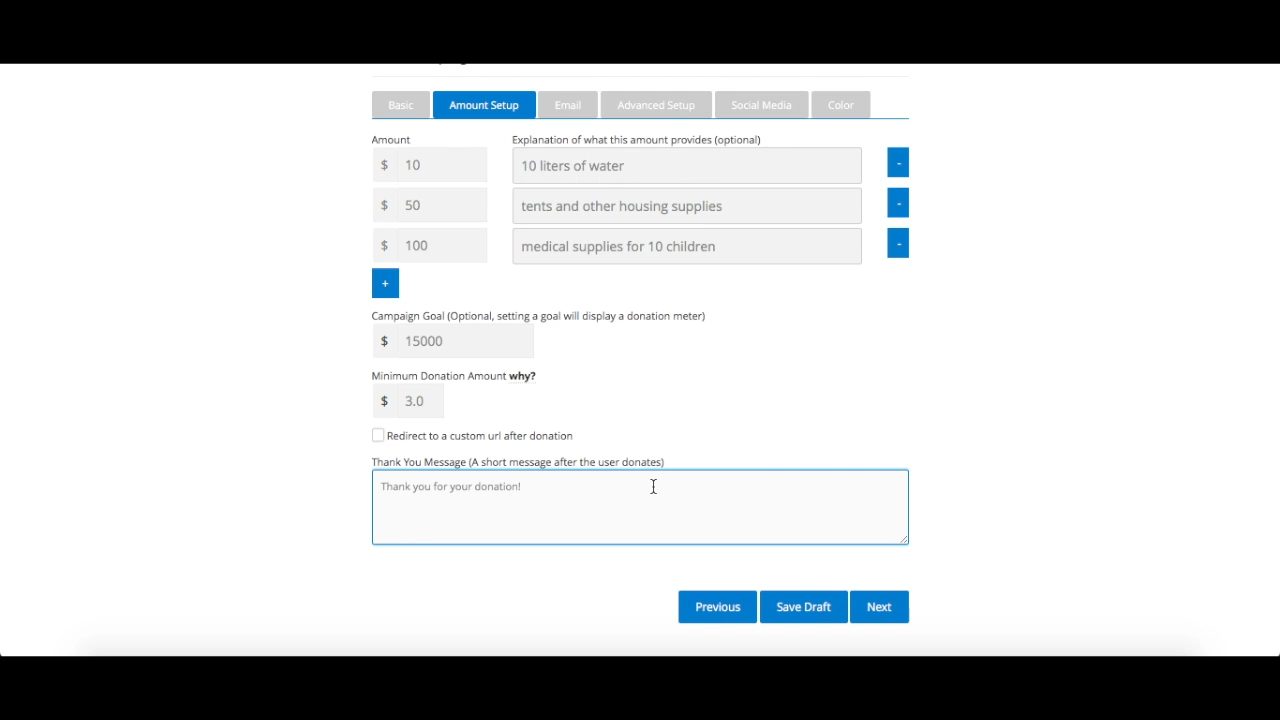 Basic Amount Setup Email Advanced Setup Social Media Color
Amount Explanation of what this amount provides (optional)
$ 10 10 liters of water -
$ 50 tents and other housing supplies -
$ 100 medical supplies for 10 children -
+
Campaign Goal (Optional, setting a goal will display a donation meter)
$ 15000
Minimum Donation Amount why?
$ 3.0
Redirect to a custom url after donation
Thank You Message (A short message after the user donates)
Thank you for your donation!
Previous Save Draft Next